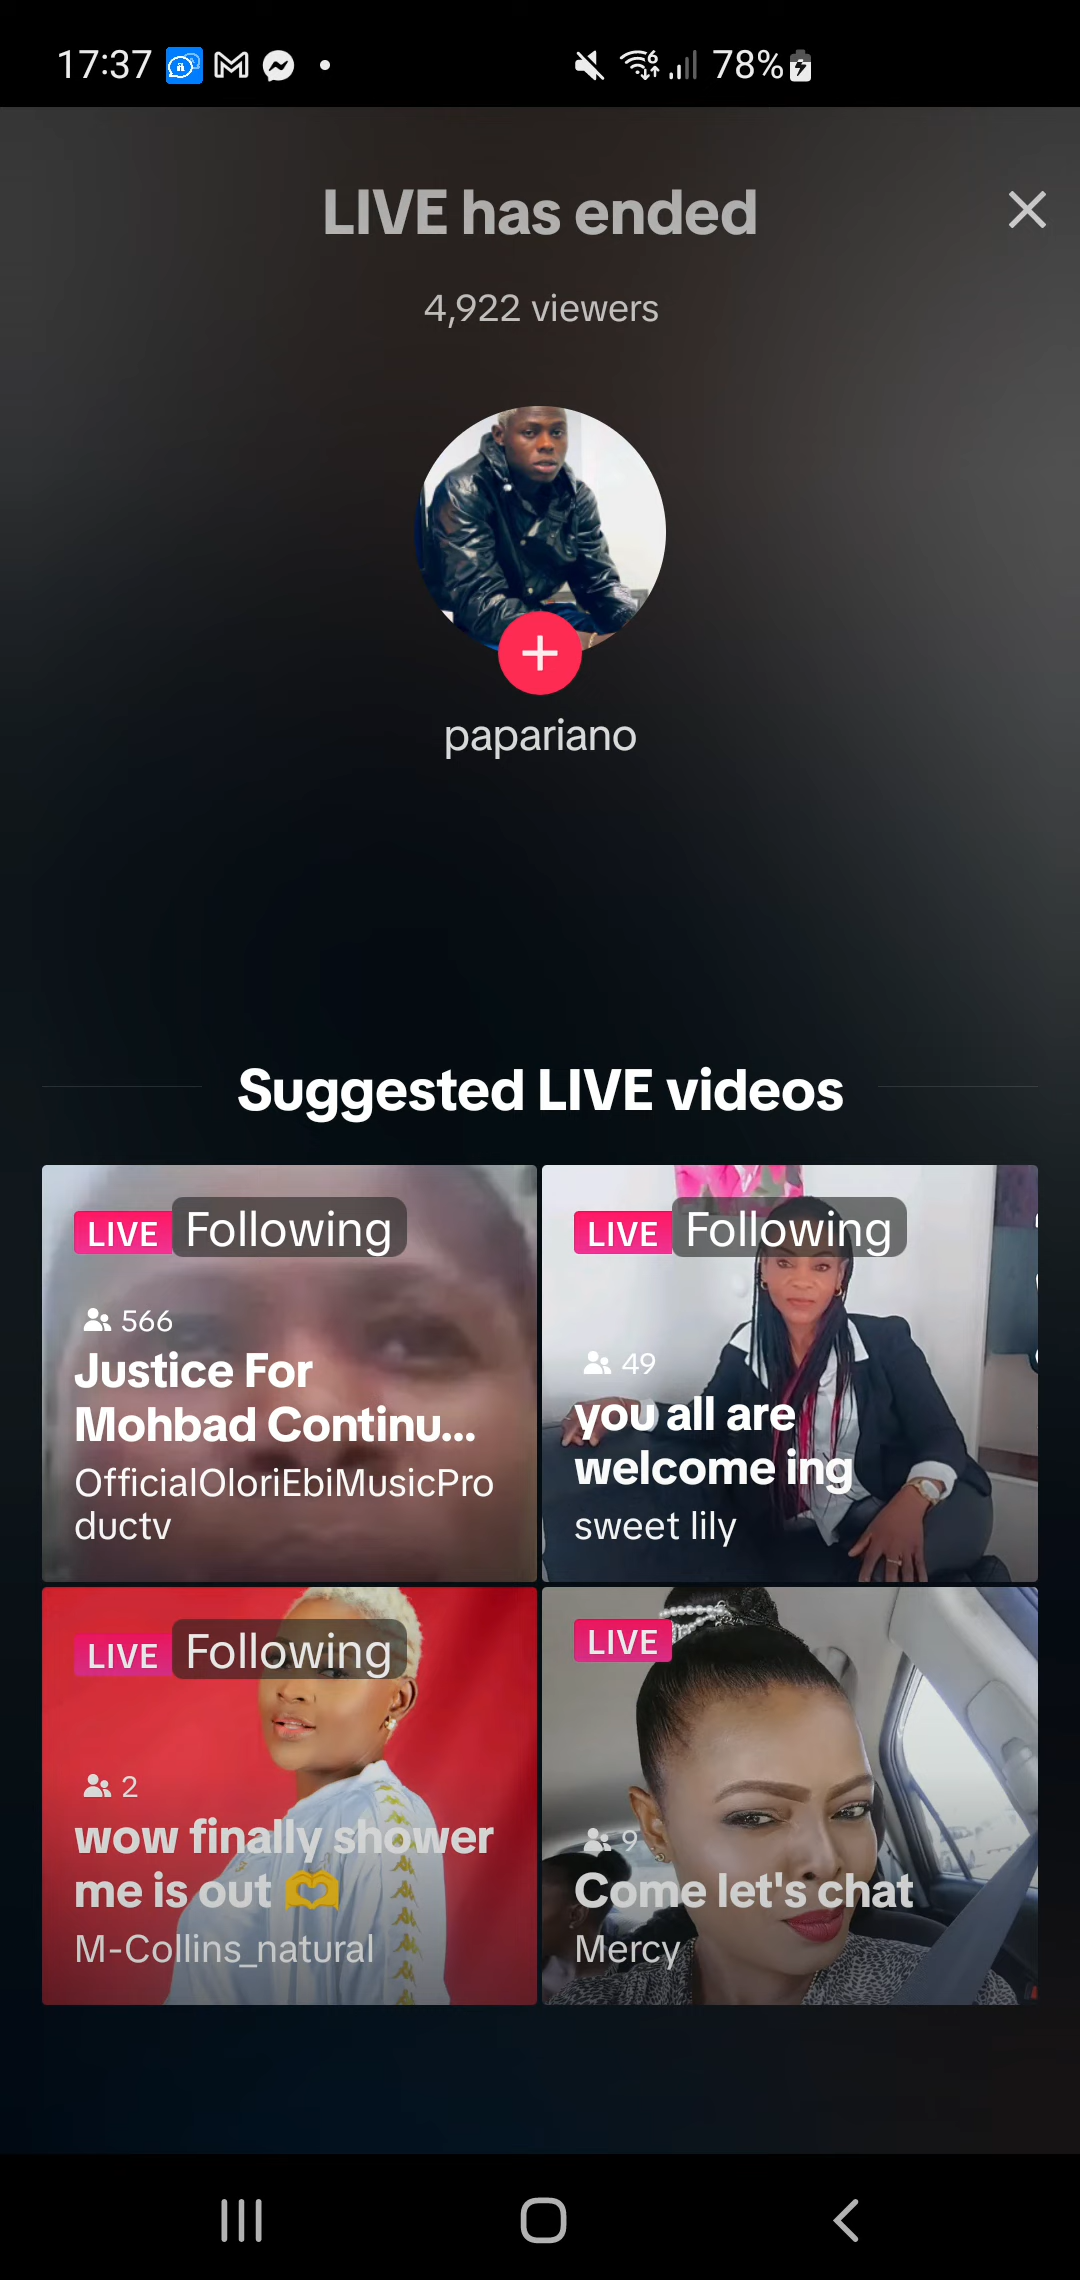 17:37
78%
LIVE has ended
4,922 viewers
papariano
Suggested LIVE videos
LIVE Following
566
Justice For
Mohbad Continu...
OfficialOloriEbiMusicPro
ductv
LIVE Following
49
you all are
welcome ing
sweet lily
LIVE Following
2
wow finally shower
me is out 🫶
M-Collins_natural
LIVE
9
Come let's chat
Mercy